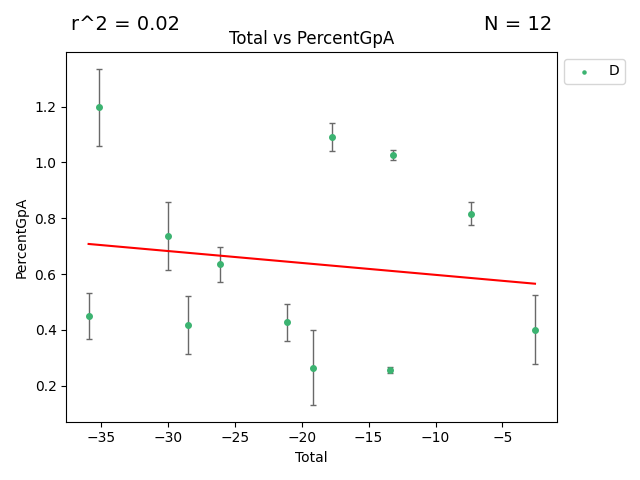 r^2 = 0.02
N = 12
Total vs PercentGpA
D
PercentGpA
1.2
1.0
0.8
0.6
0.4
0.2
−35
−30
−25
−20
−15
−10
−5
Total